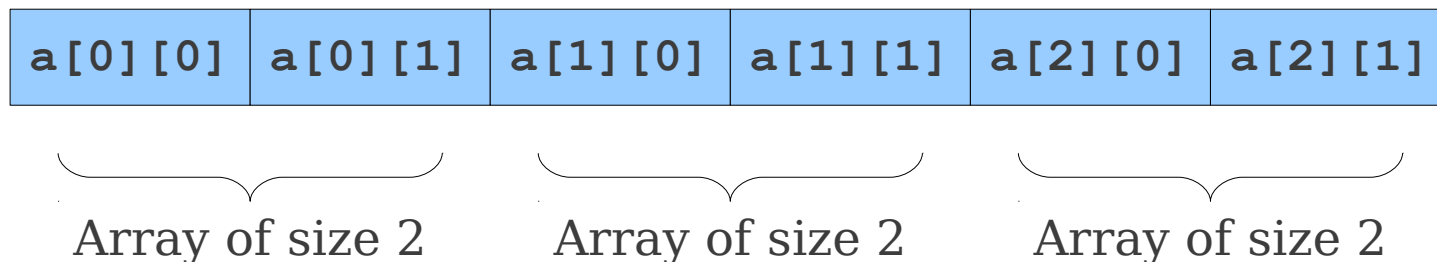 a[0][0] a[0][1] a[1][0] a[1][1] a[2][0] a[2][1]
Array of size 2 Array of size 2 Array of size 2